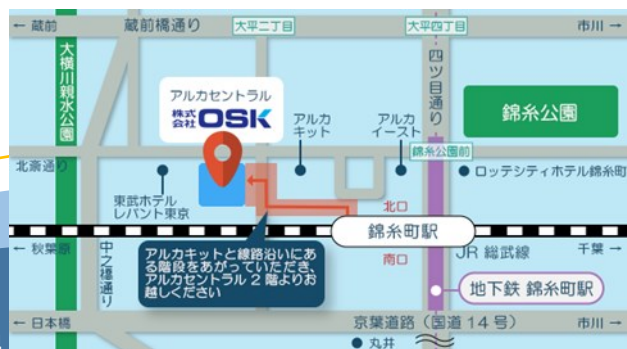 ← 蔵前
蔵前橋通り
大平二丁目
大平四丁目
市川 →
大横川親水公園
四ツ目通り
アルカセントラル
株式会社OSK
アルカ
キット
アルカ
イースト
錦糸公園
錦糸公園前
北斎通り
東武ホテル
レバント東京
ロッテシティホテル錦糸町
北口
錦糸町駅
← 秋葉原
中之橋通り
アルカキットと線路沿いにあ
る階段をあがっていただき、
アルカセントラル 2 階よりお
越しください
南口
JR 総武線
千葉 →
地下鉄 錦糸町駅
← 日本橋
京葉道路(国道 14 号)
市川 →
丸井